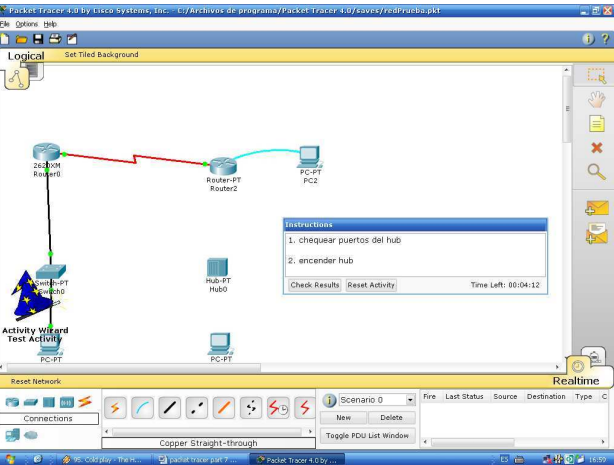 Packet Tracer 4.0 by Cisco Systems, Inc. - C:/Archivos de programa/Packet Tracer 4.0/saves/redPrueba.pkt
File Options Help
Logical Set Tiled Background
2620XM
Router0
Router-PT
Router2
PC-PT
PC2
Instructions
1. chequear puertos del hub
2. encender hub
Check Results Reset Activity Time Left: 00:04:12
Switch-PT
Switch0
Hub-PT
Hub0
Activity Wizard
Test Activity
PC-PT
PC-PT
Reset Network Realtime
Connections
Copper Straight-through
Scenario 0
New Delete
Toggle PDU List Window
Fire Last Status Source Destination Type C
95. Coldplay - The H...
packet tracer part 7 ...
Packet Tracer 4.0 by ...
ES
16:59